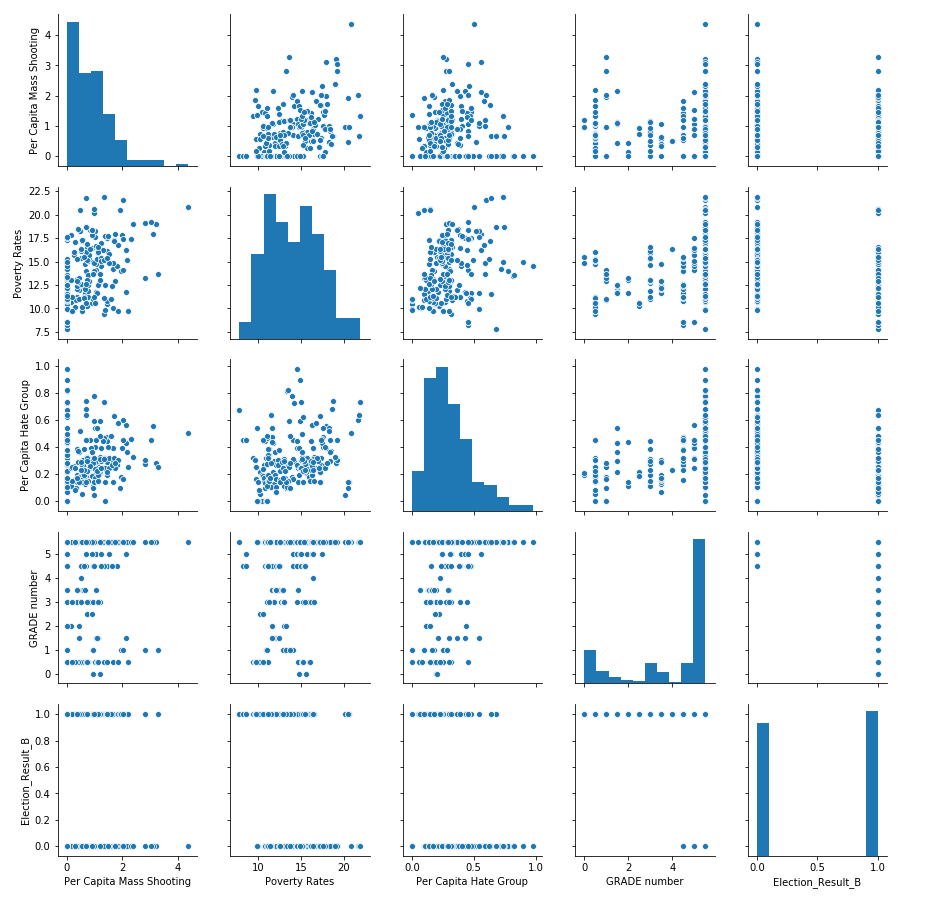 4
3
2
1
0
Per Capita Mass Shooting
22.5
20.0
17.5
15.0
12.5
10.0
7.5
Poverty Rates
1.0
0.8
0.6
0.4
0.2
0.0
Per Capita Hate Group
5
4
3
2
1
0
GRADE number
1.0
0.8
0.6
0.4
0.2
0.0
Election_Result_B
0 2 4
Per Capita Mass Shooting
10 15 20
Poverty Rates
0.0 0.5 1.0
Per Capita Hate Group
0 2 4
GRADE number
0.0 0.5 1.0
Election_Result_B